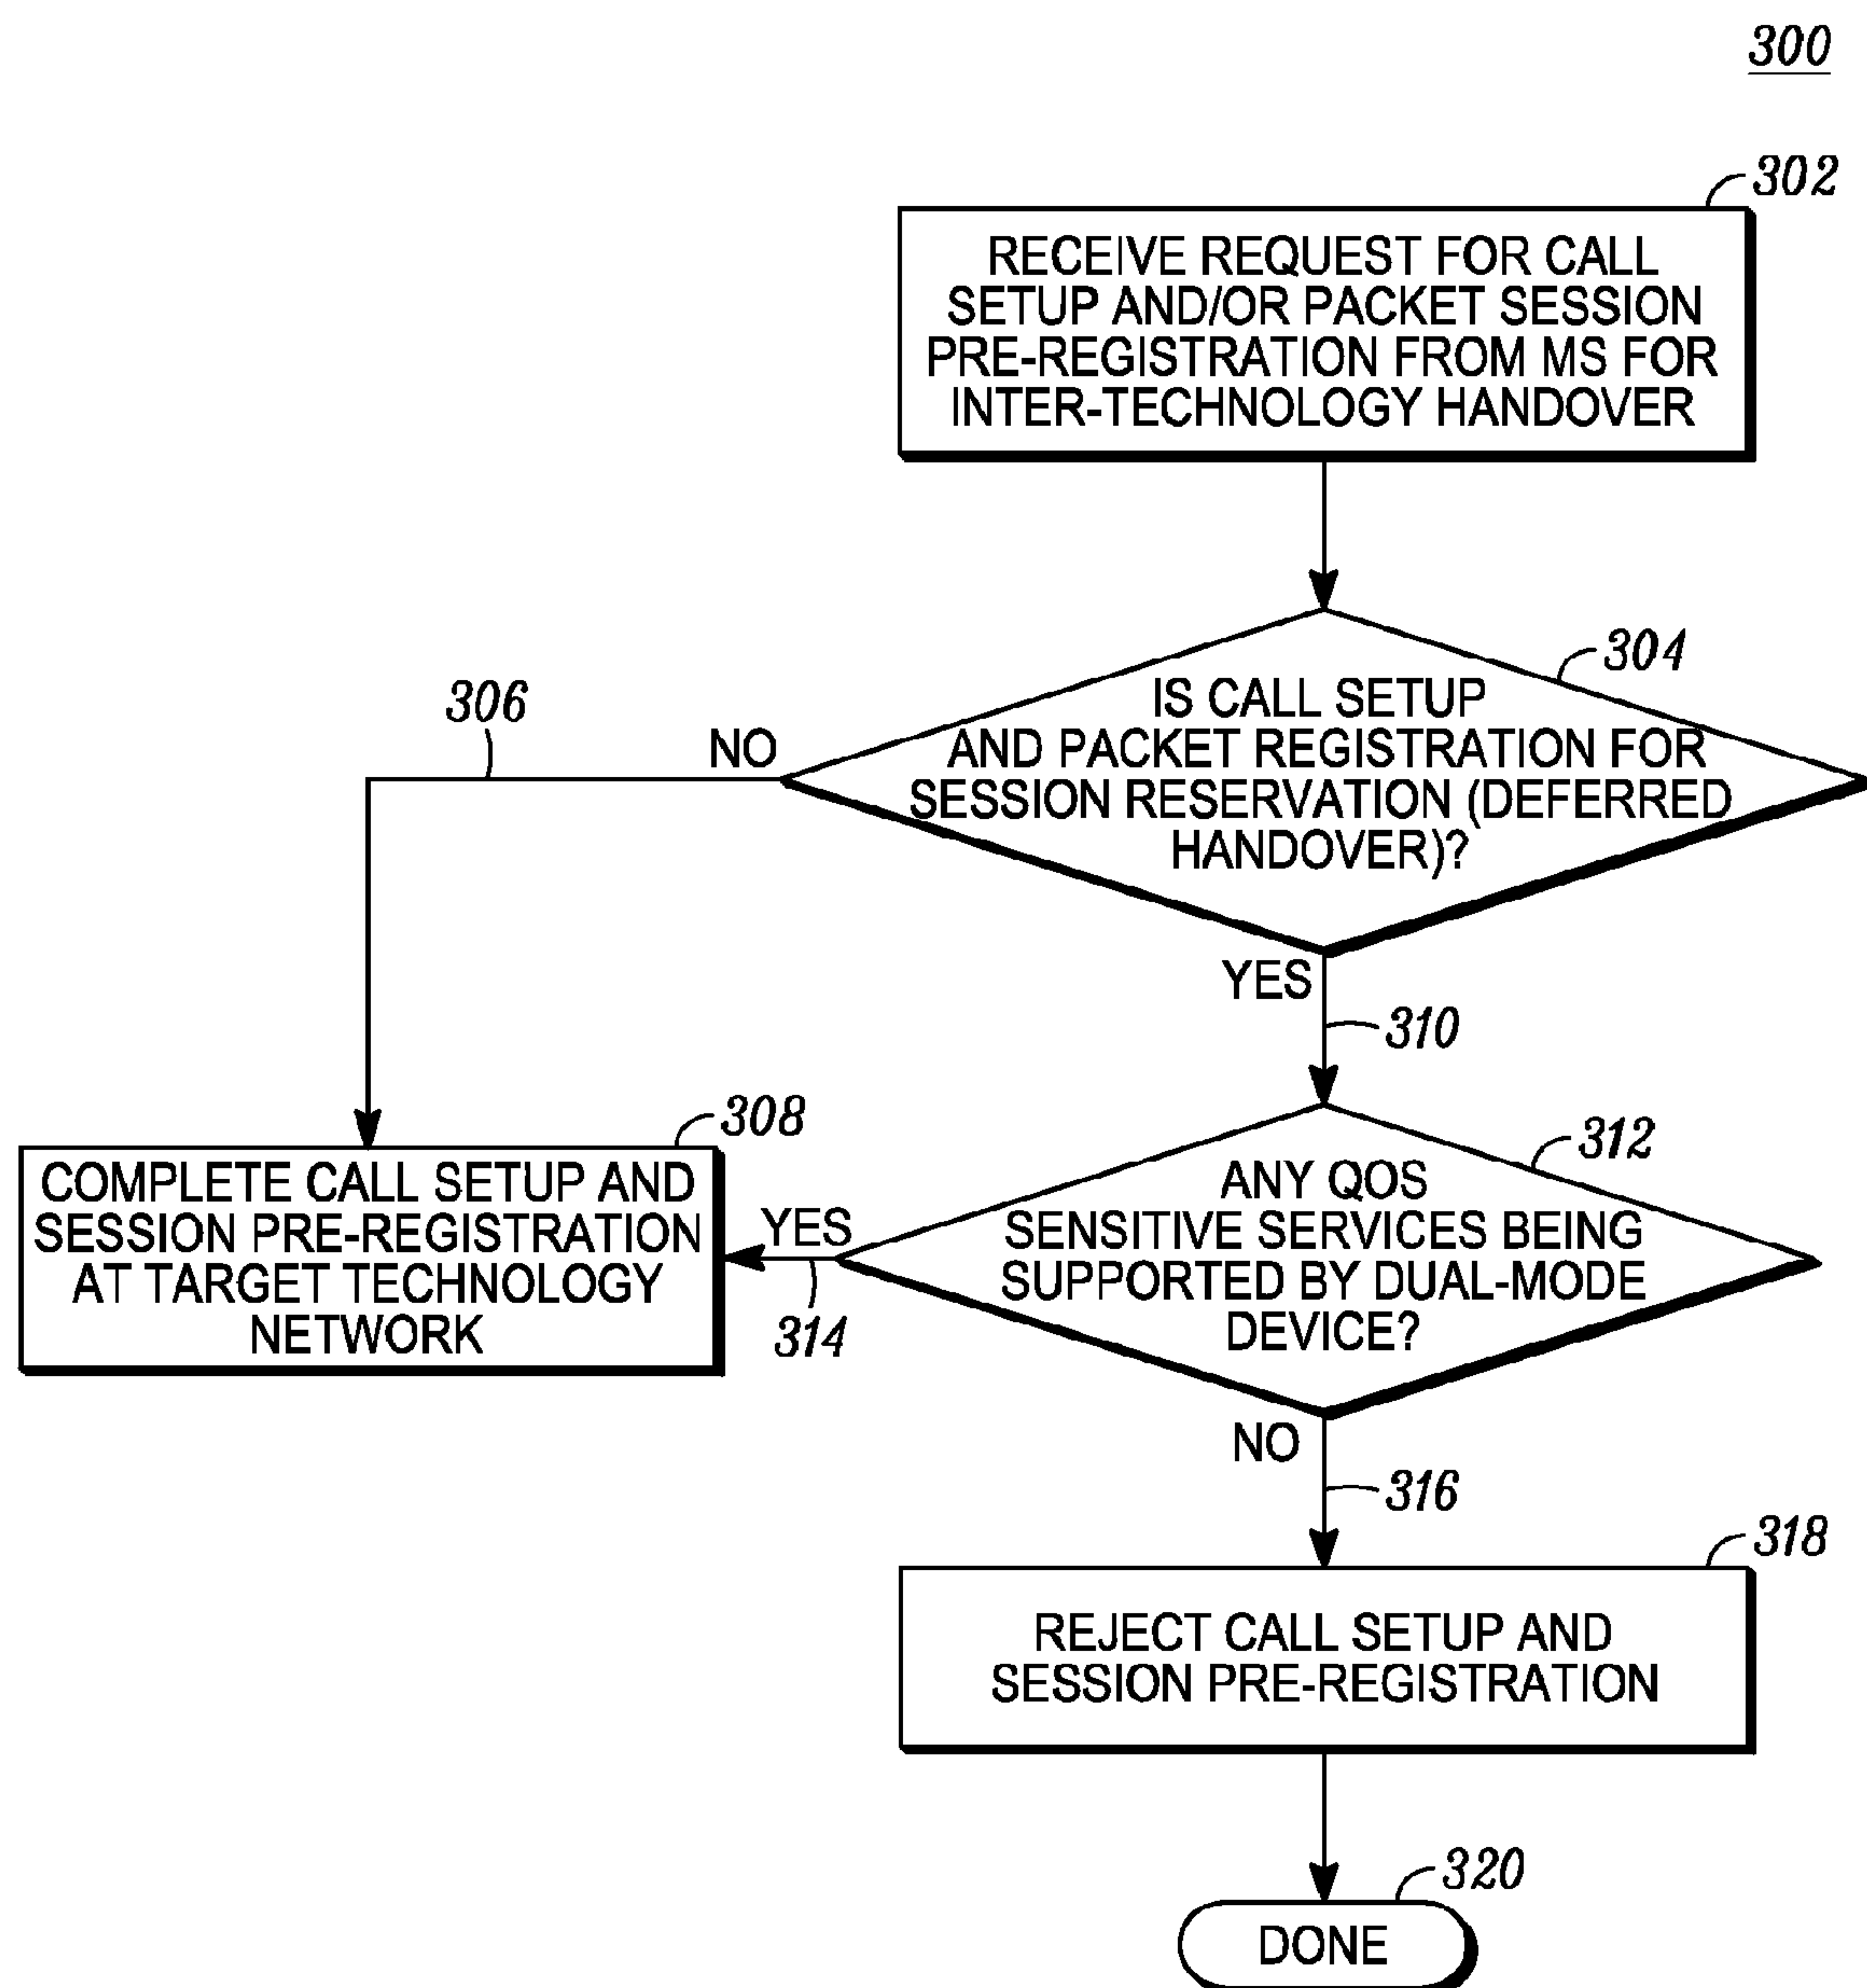 300
302
RECEIVE REQUEST FOR CALL
SETUP AND/OR PACKET SESSION
PRE-REGISTRATION FROM MS FOR
INTER-TECHNOLOGY HANDOVER
304
IS CALL SETUP
AND PACKET REGISTRATION FOR
SESSION RESERVATION (DEFERRED
HANDOVER)?
306
NO
YES
310
308
COMPLETE CALL SETUP AND
SESSION PRE-REGISTRATION
AT TARGET TECHNOLOGY
NETWORK
312
ANY QOS
SENSITIVE SERVICES BEING
SUPPORTED BY DUAL-MODE
DEVICE?
YES
314
NO
316
318
REJECT CALL SETUP AND
SESSION PRE-REGISTRATION
320
DONE